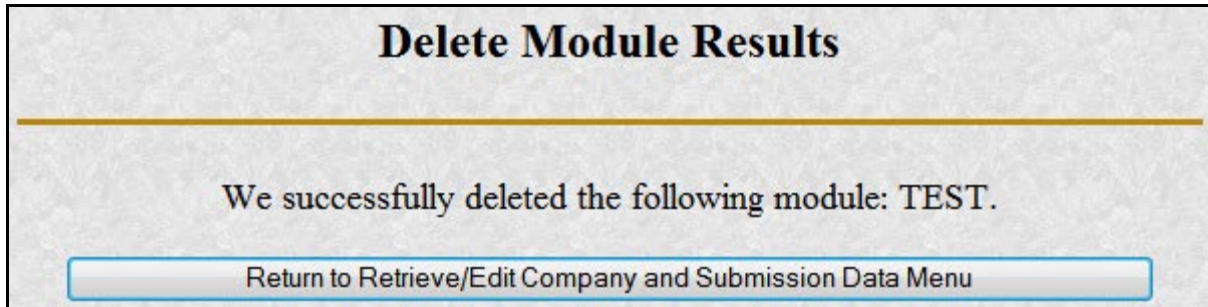 Delete Module Results
We successfully deleted the following module: TEST.
Return to Retrieve/Edit Company and Submission Data Menu